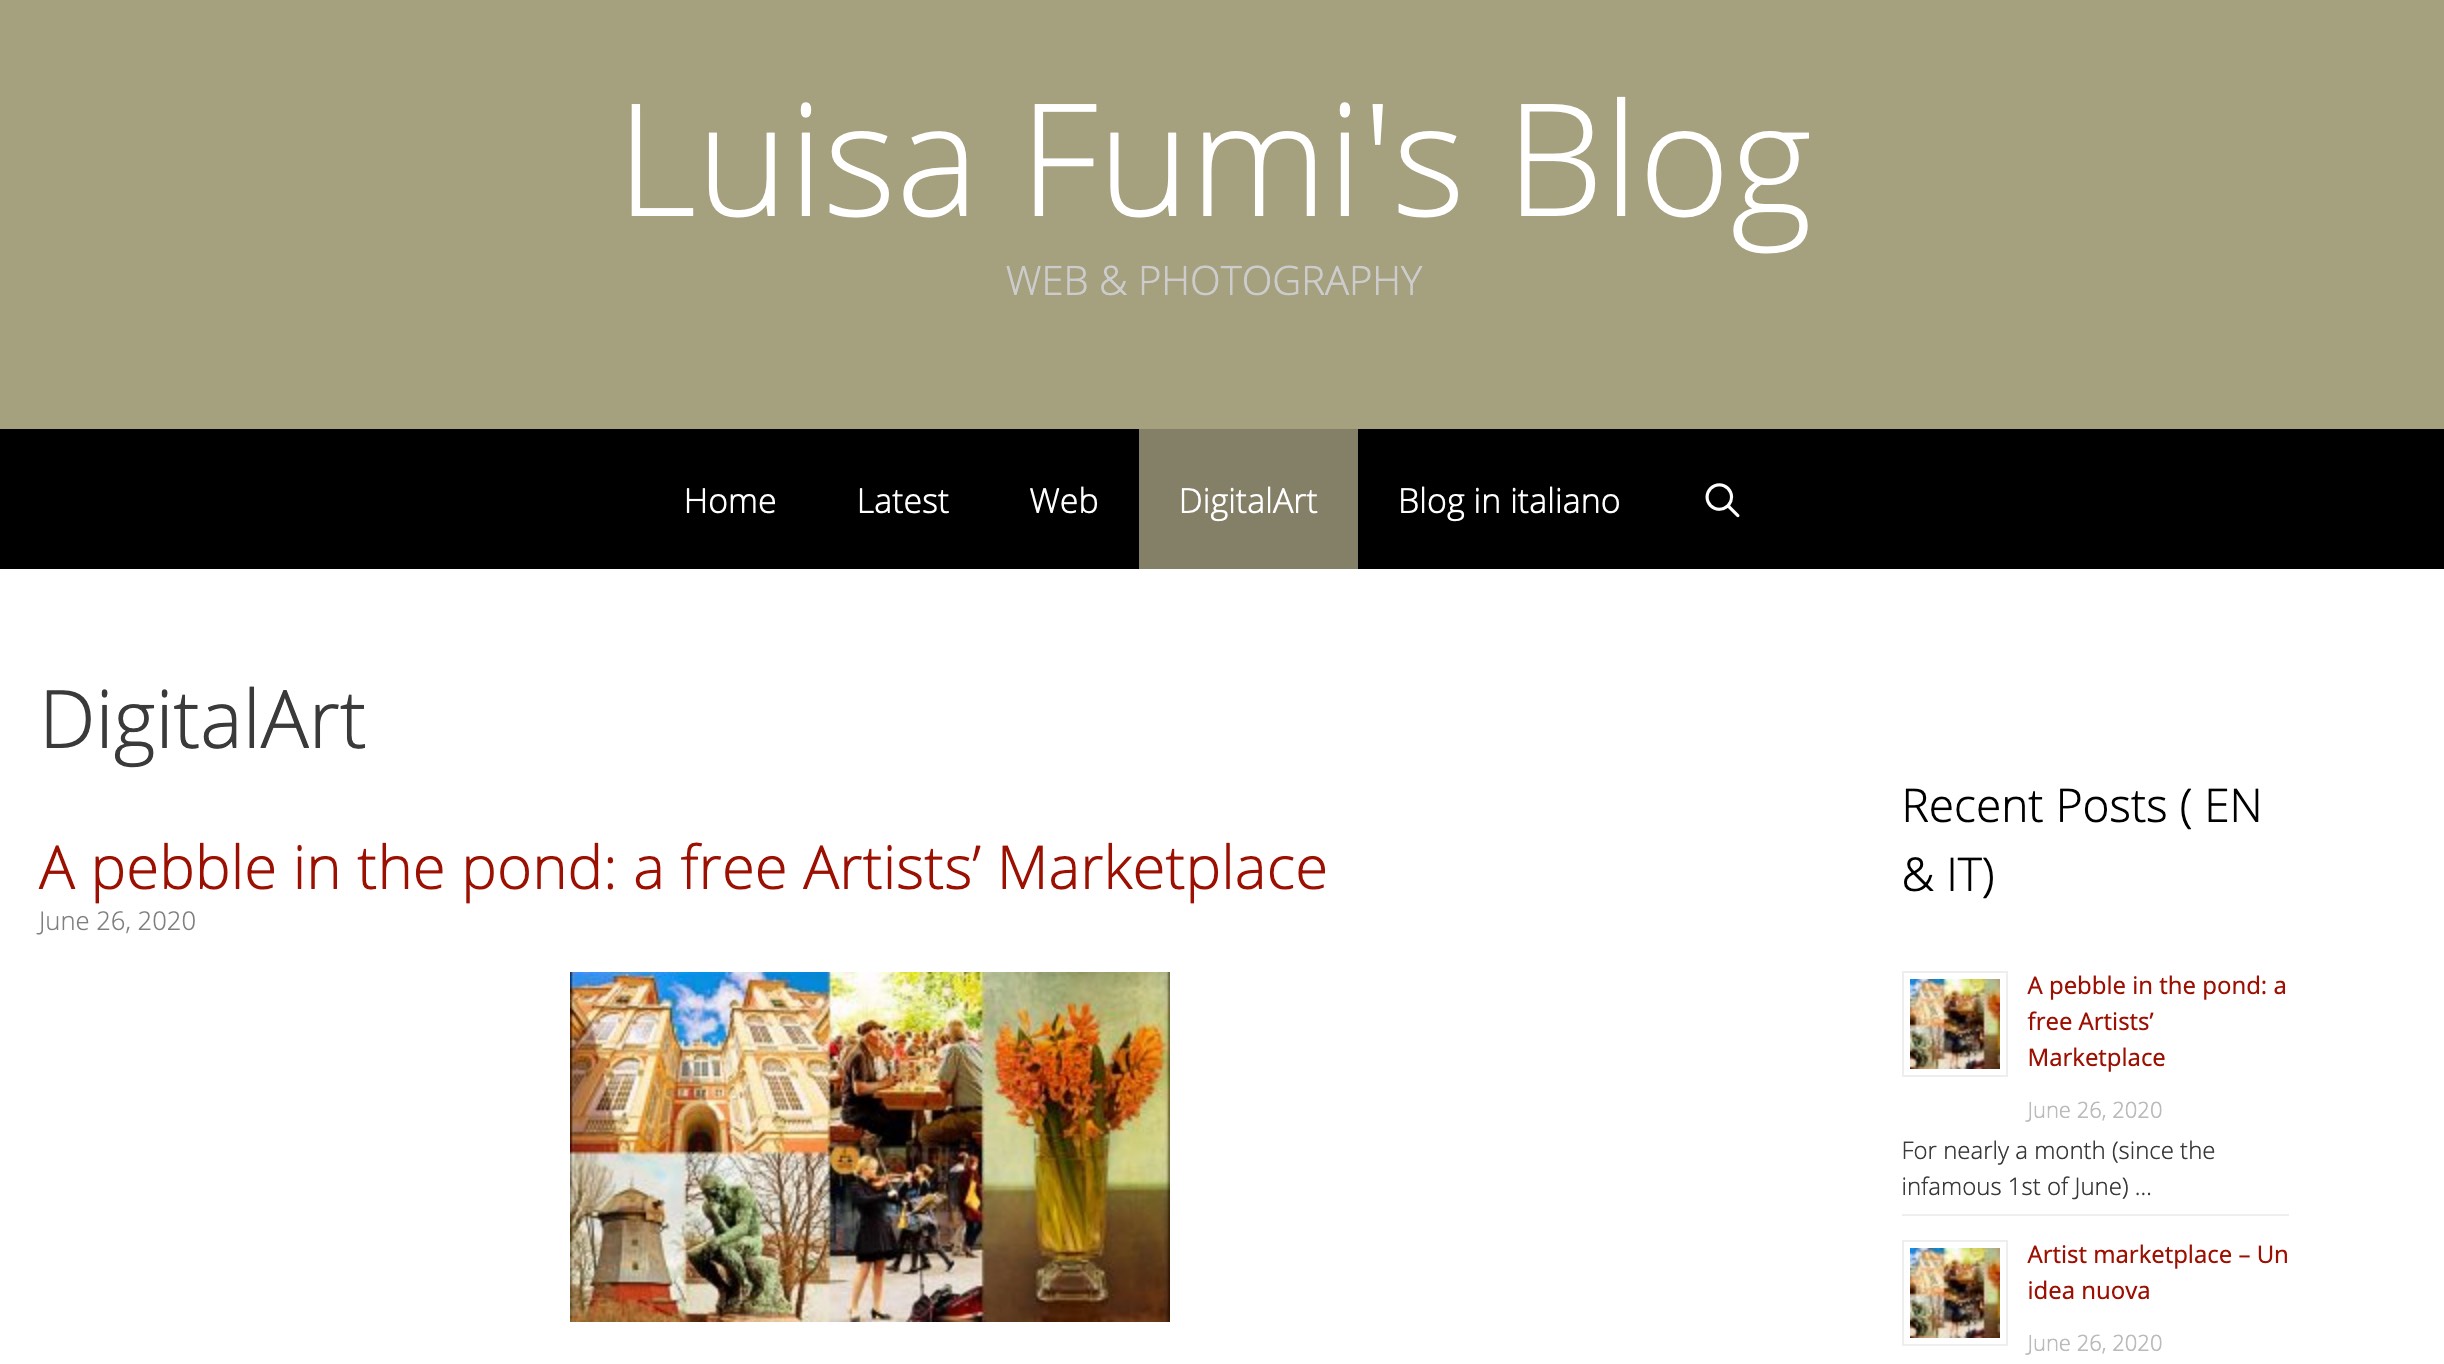 Luisa Fumi's Blog
WEB & PHOTOGRAPHY
Home Latest Web DigitalArt Blog in italiano
DigitalArt
A pebble in the pond: a free Artists’ Marketplace
June 26, 2020
Recent Posts ( EN
& IT)
A pebble in the pond: a
free Artists’
Marketplace
June 26, 2020
For nearly a month (since the
infamous 1st of June) ...
Artist marketplace – Un
idea nuova
June 26, 2020